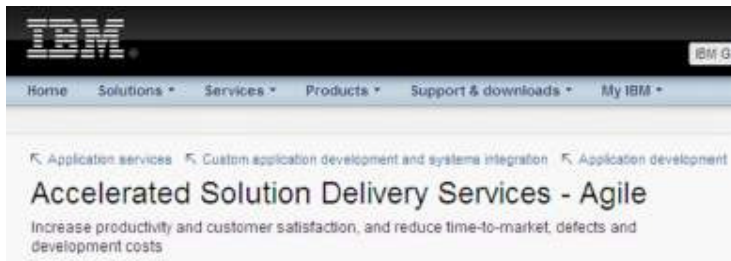 IBM
IBM G
Home Solutions Services Products Support & downloads My IBM
Application services Custom application development and systems integration Application development
Accelerated Solution Delivery Services - Agile
Increase productivity and customer satisfaction, and reduce time-to-market, defects and
development costs